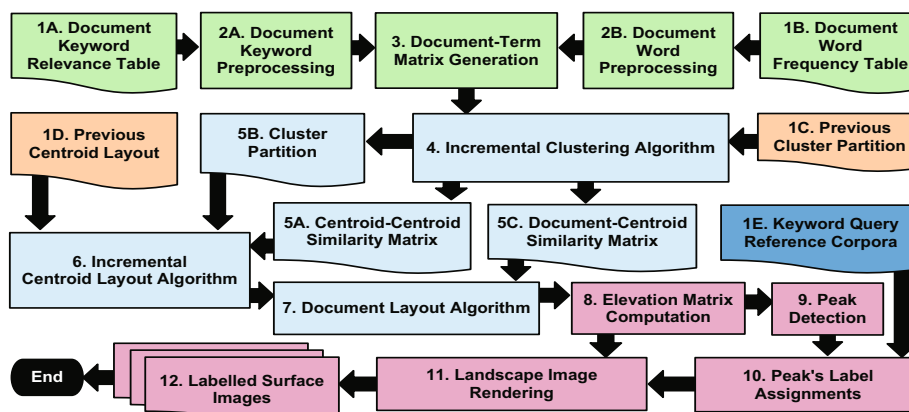 1A. Document
Keyword
Relevance Table
2A. Document
Keyword
Preprocessing
3. Document-Term
Matrix Generation
2B. Document
Word
Preprocessing
1B. Document
Word
Frequency Table
1D. Previous
Centroid Layout
5B. Cluster
Partition
4. Incremental Clustering Algorithm
1C. Previous
Cluster Partition
5A. Centroid-Centroid
Similarity Matrix
5C. Document-Centroid
Similarity Matrix
1E. Keyword Query
Reference Corpora
6. Incremental
Centroid Layout Algorithm
7. Document Layout Algorithm
8. Elevation Matrix
Computation
9. Peak
Detection
End
12. Labelled Surface
Images
11. Landscape Image
Rendering
10. Peak's Label
Assignments